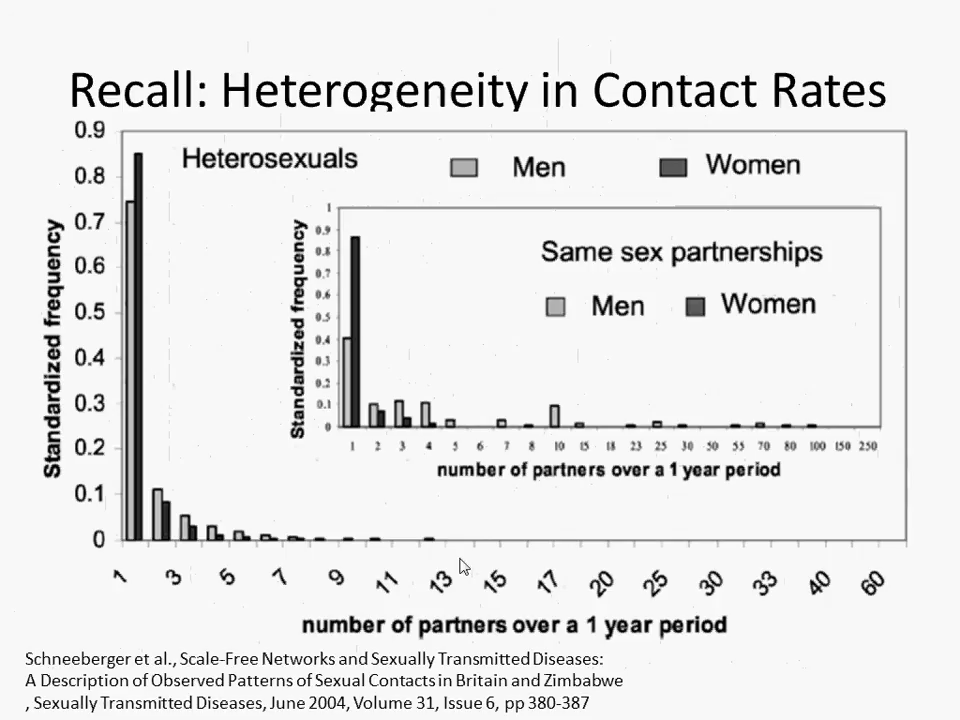 Recall: Heterogeneity in Contact Rates
Heterosexuals
Men
Women
Standardized frequency
0.9
0.8
0.7
0.6
0.5
0.4
0.3
0.2
0.1
0
Same sex partnerships
Men
Women
Standardized frequency
1
0.9
0.8
0.7
0.6
0.5
0.4
0.3
0.2
0.1
0
1 2 3 4 5 6 7 8 10 15 18 23 25 30 50 55 70 80 100 150 250
number of partners over a 1 year period
1 3 5 7 9 11 13 15 17 20 25 30 33 40 60
number of partners over a 1 year period
Schneeberger et al., Scale-Free Networks and Sexually Transmitted Diseases:
A Description of Observed Patterns of Sexual Contacts in Britain and Zimbabwe
, Sexually Transmitted Diseases, June 2004, Volume 31, Issue 6, pp 380-387